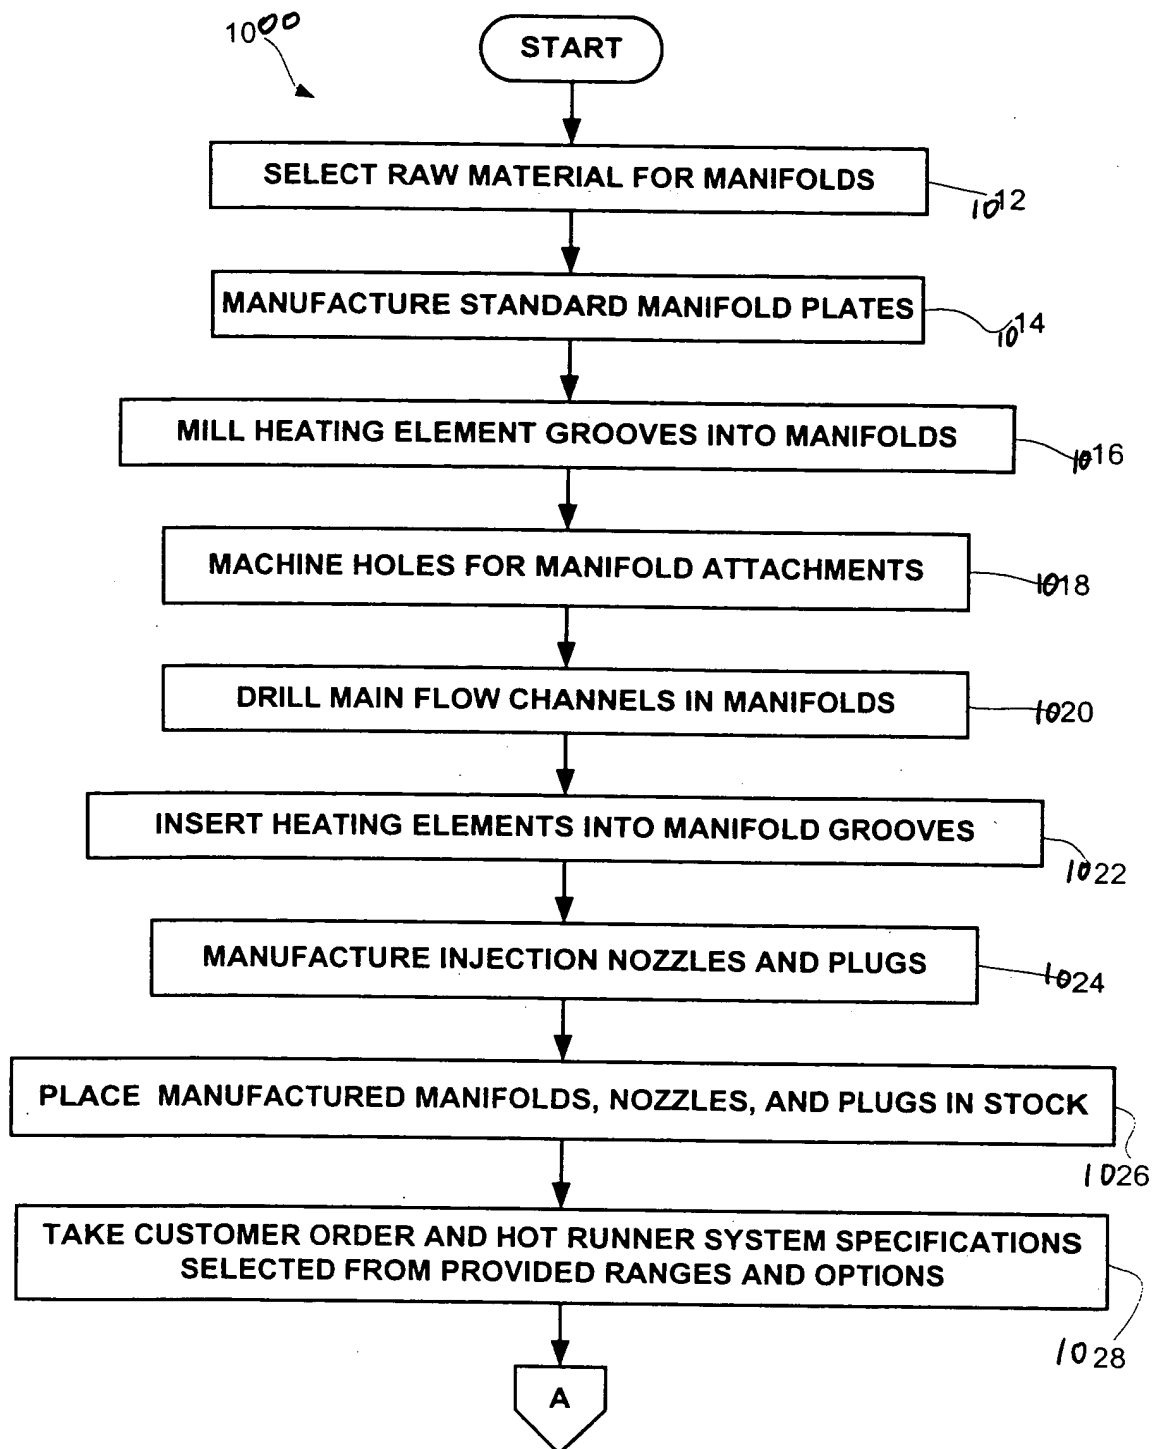 1000
START
SELECT RAW MATERIAL FOR MANIFOLDS
1012
MANUFACTURE STANDARD MANIFOLD PLATES
1014
MILL HEATING ELEMENT GROOVES INTO MANIFOLDS
1016
MACHINE HOLES FOR MANIFOLD ATTACHMENTS
1018
DRILL MAIN FLOW CHANNELS IN MANIFOLDS
1020
INSERT HEATING ELEMENTS INTO MANIFOLD GROOVES
1022
MANUFACTURE INJECTION NOZZLES AND PLUGS
1024
PLACE MANUFACTURED MANIFOLDS, NOZZLES, AND PLUGS IN STOCK
1026
TAKE CUSTOMER ORDER AND HOT RUNNER SYSTEM SPECIFICATIONS
SELECTED FROM PROVIDED RANGES AND OPTIONS
1028
A